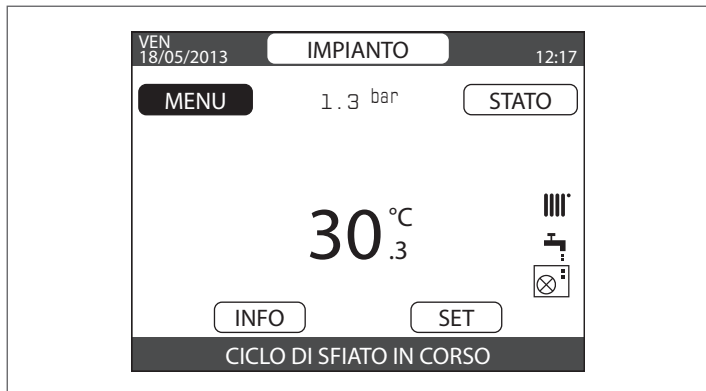 VEN
18/05/2013 IMPIANTO 12:17
MENU 1.3 bar STATO
30.3 °C
INFO SET
CICLO DI SFIATO IN CORSO